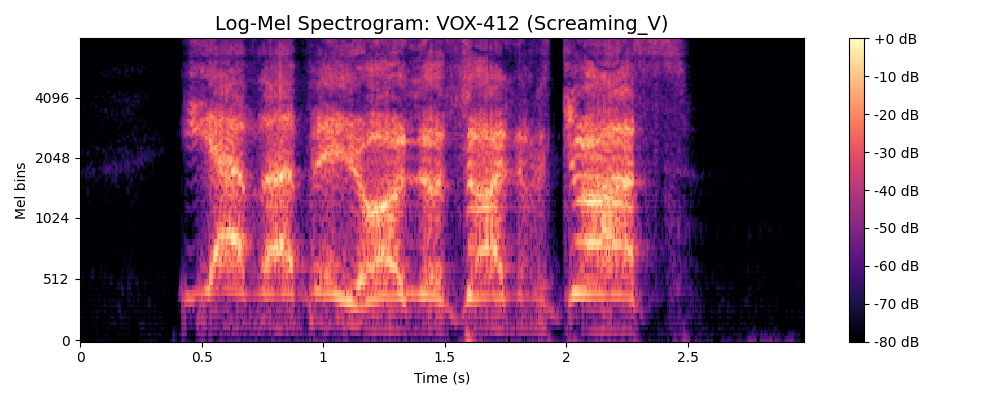 Log-Mel Spectrogram: VOX-412 (Screaming_V)
Mel bins
4096
2048
1024
512
0
0
0.5
1
1.5
2
2.5
Time (s)
+0 dB
-10 dB
-20 dB
-30 dB
-40 dB
-50 dB
-60 dB
-70 dB
-80 dB